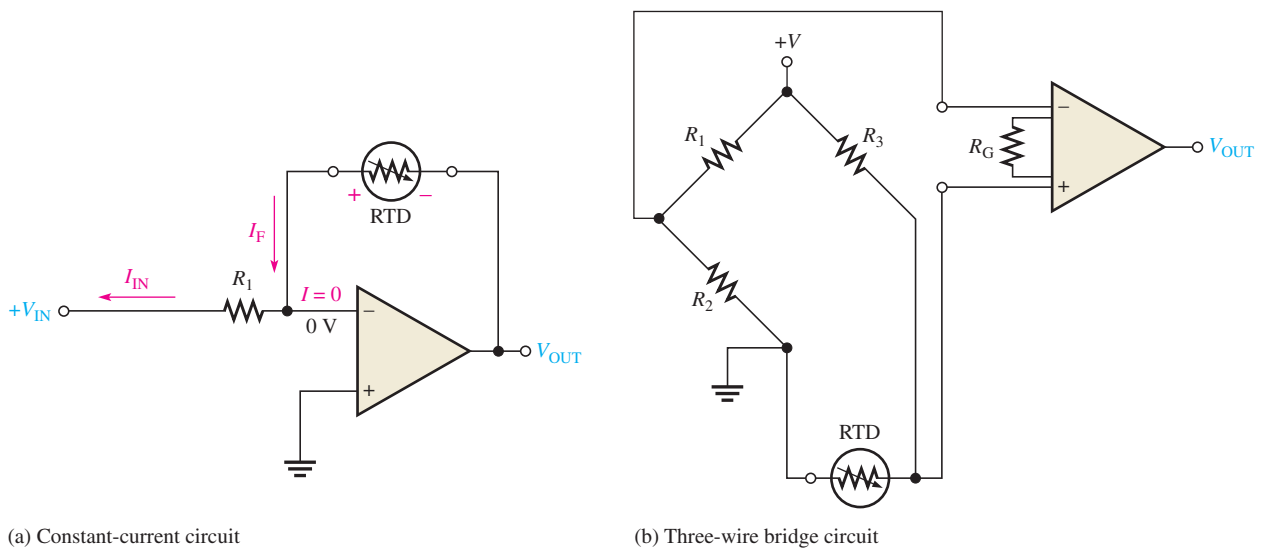 +V
R1
R3
RG
−
+
VOUT
R2
RTD
+ −
RTD
IF
IIN
R1
I = 0
0 V
+VIN
−
+
VOUT
(a) Constant-current circuit
(b) Three-wire bridge circuit